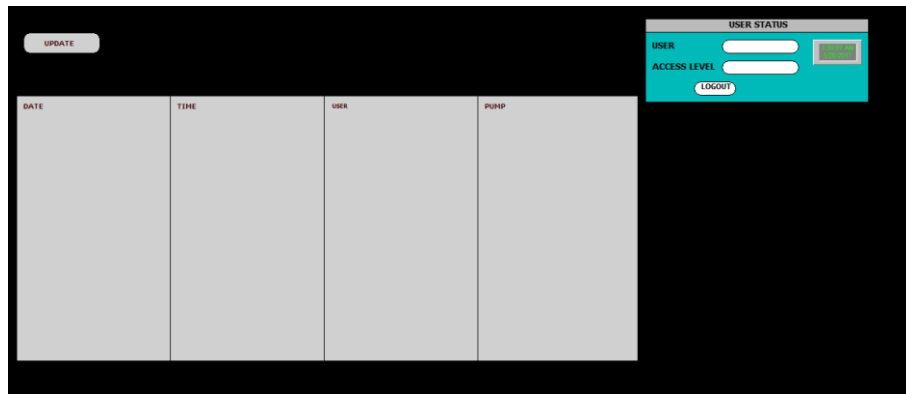 USER STATUS
UPDATE
USER
ACCESS LEVEL
LOGOUT
DATE
TIME
USER
PUMP